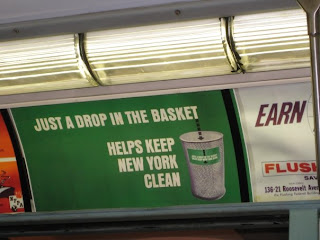 JUST A DROP IN THE BASKET
HELPS KEEP
NEW YORK
CLEAN
EARN
FLUSH
136-21 Roosevelt Ave